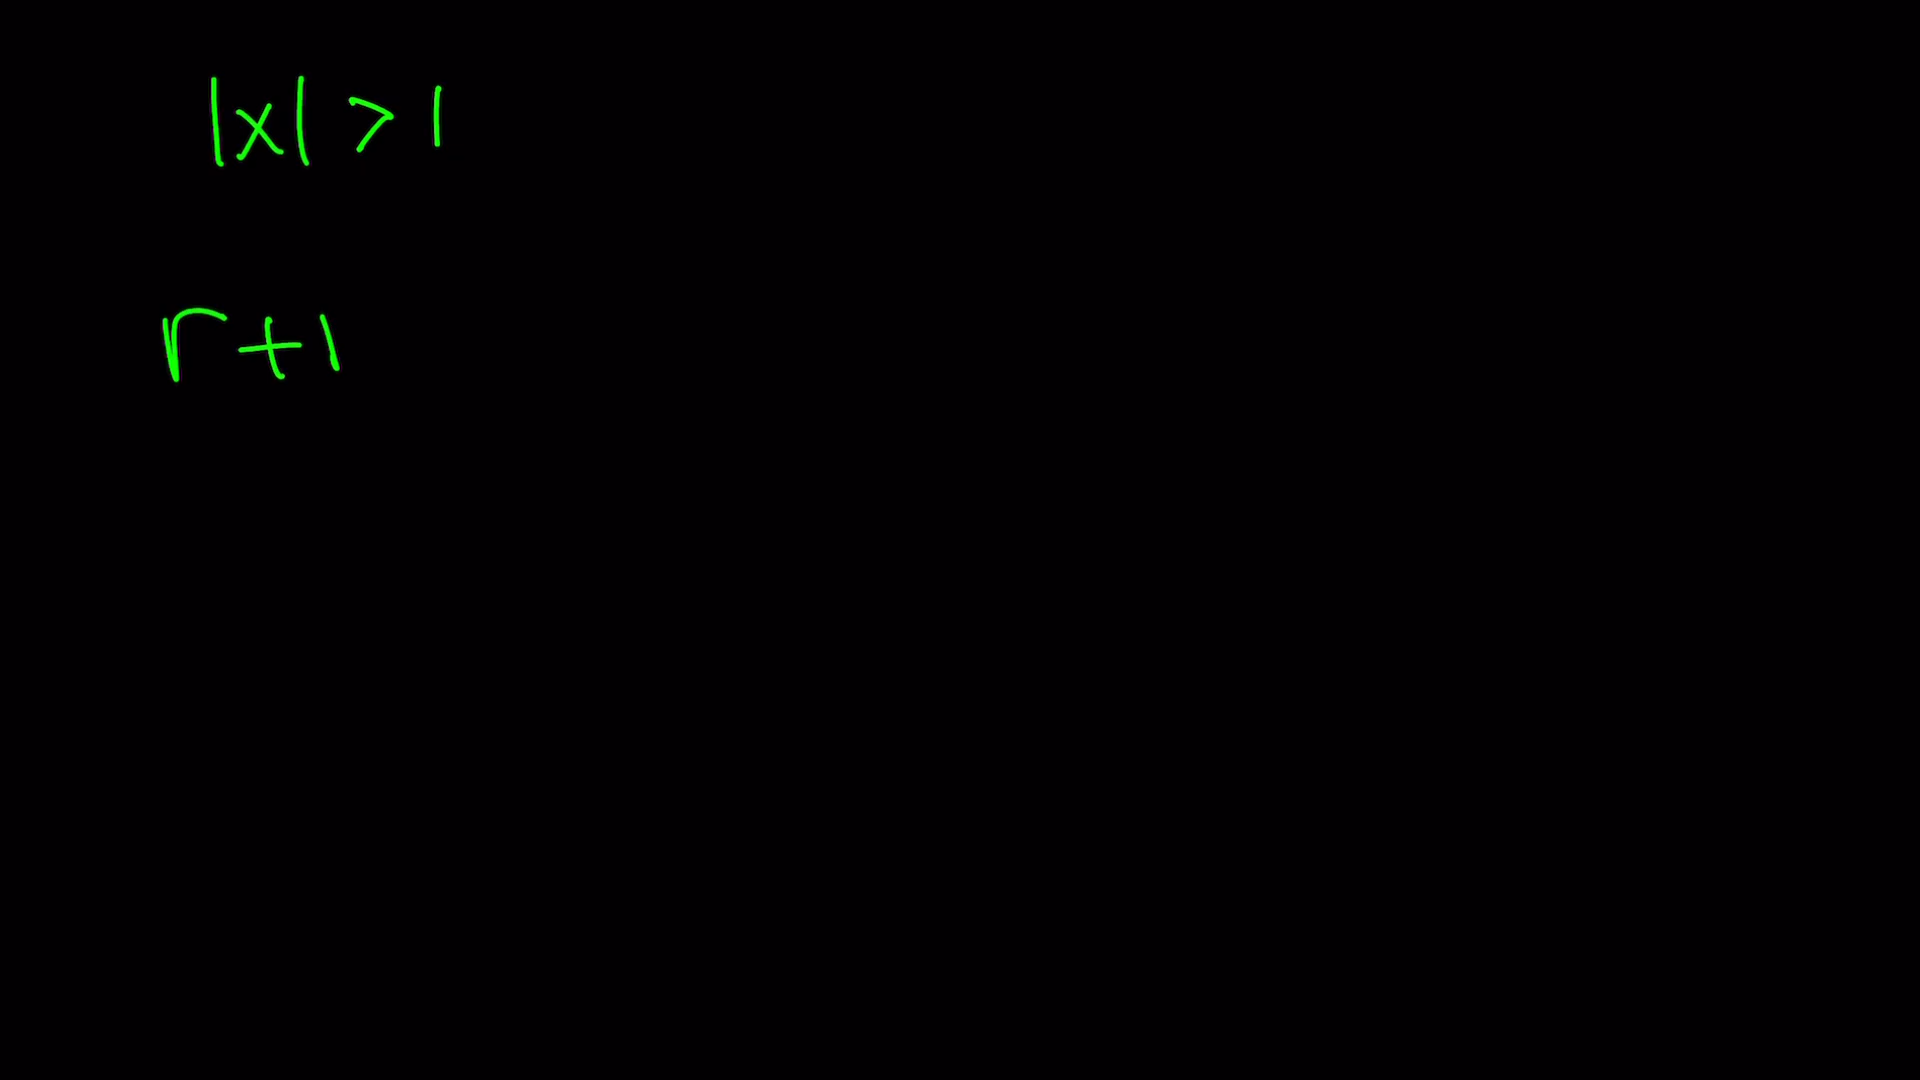 |x| > 1
r + 1